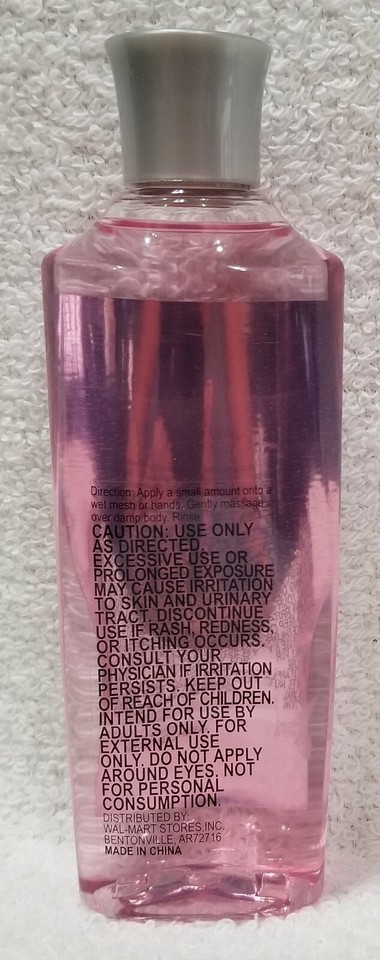 Direction: Apply a small amount onto a
wet mesh or hands. Gently massage
over damp body. Rinse.
CAUTION: USE ONLY
AS DIRECTED,
EXCESSIVE USE OR
PROLONGED EXPOSURE
MAY CAUSE IRRITATION
TO SKIN AND URINARY
TRACT. DISCONTINUE
USE IF RASH, REDNESS,
OR ITCHING OCCURS.
CONSULT YOUR
PHYSICIAN IF IRRITATION
PERSISTS. KEEP OUT
OF REACH OF CHILDREN.
INTEND FOR USE BY
ADULTS ONLY. FOR
EXTERNAL USE
ONLY. DO NOT APPLY
AROUND EYES. NOT
FOR PERSONAL
CONSUMPTION.
DISTRIBUTED BY:
WAL-MART STORES,INC.
BENTONVILLE, AR72716
MADE IN CHINA